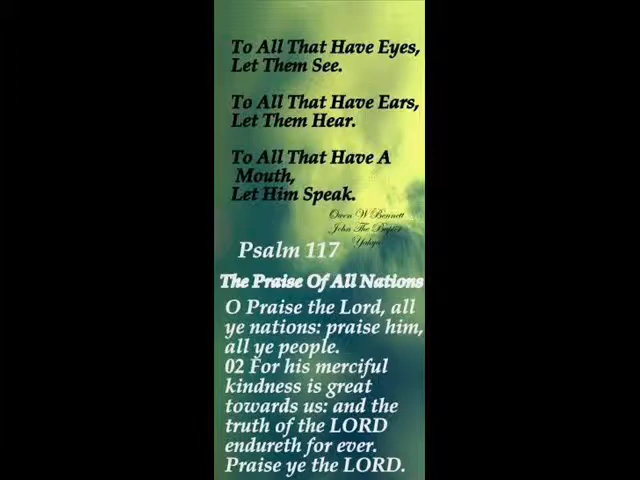 To All That Have Eyes,
Let Them See.
To All That Have Ears,
Let Them Hear.
To All That Have A
Mouth,
Let Him Speak.
Owen W Bennett
John The Baptist
Yahya
Psalm 117
The Praise Of All Nations
O Praise the Lord, all
ye nations: praise him,
all ye people.
02 For his merciful
kindness is great
towards us: and the
truth of the LORD
endureth for ever.
Praise ye the LORD.